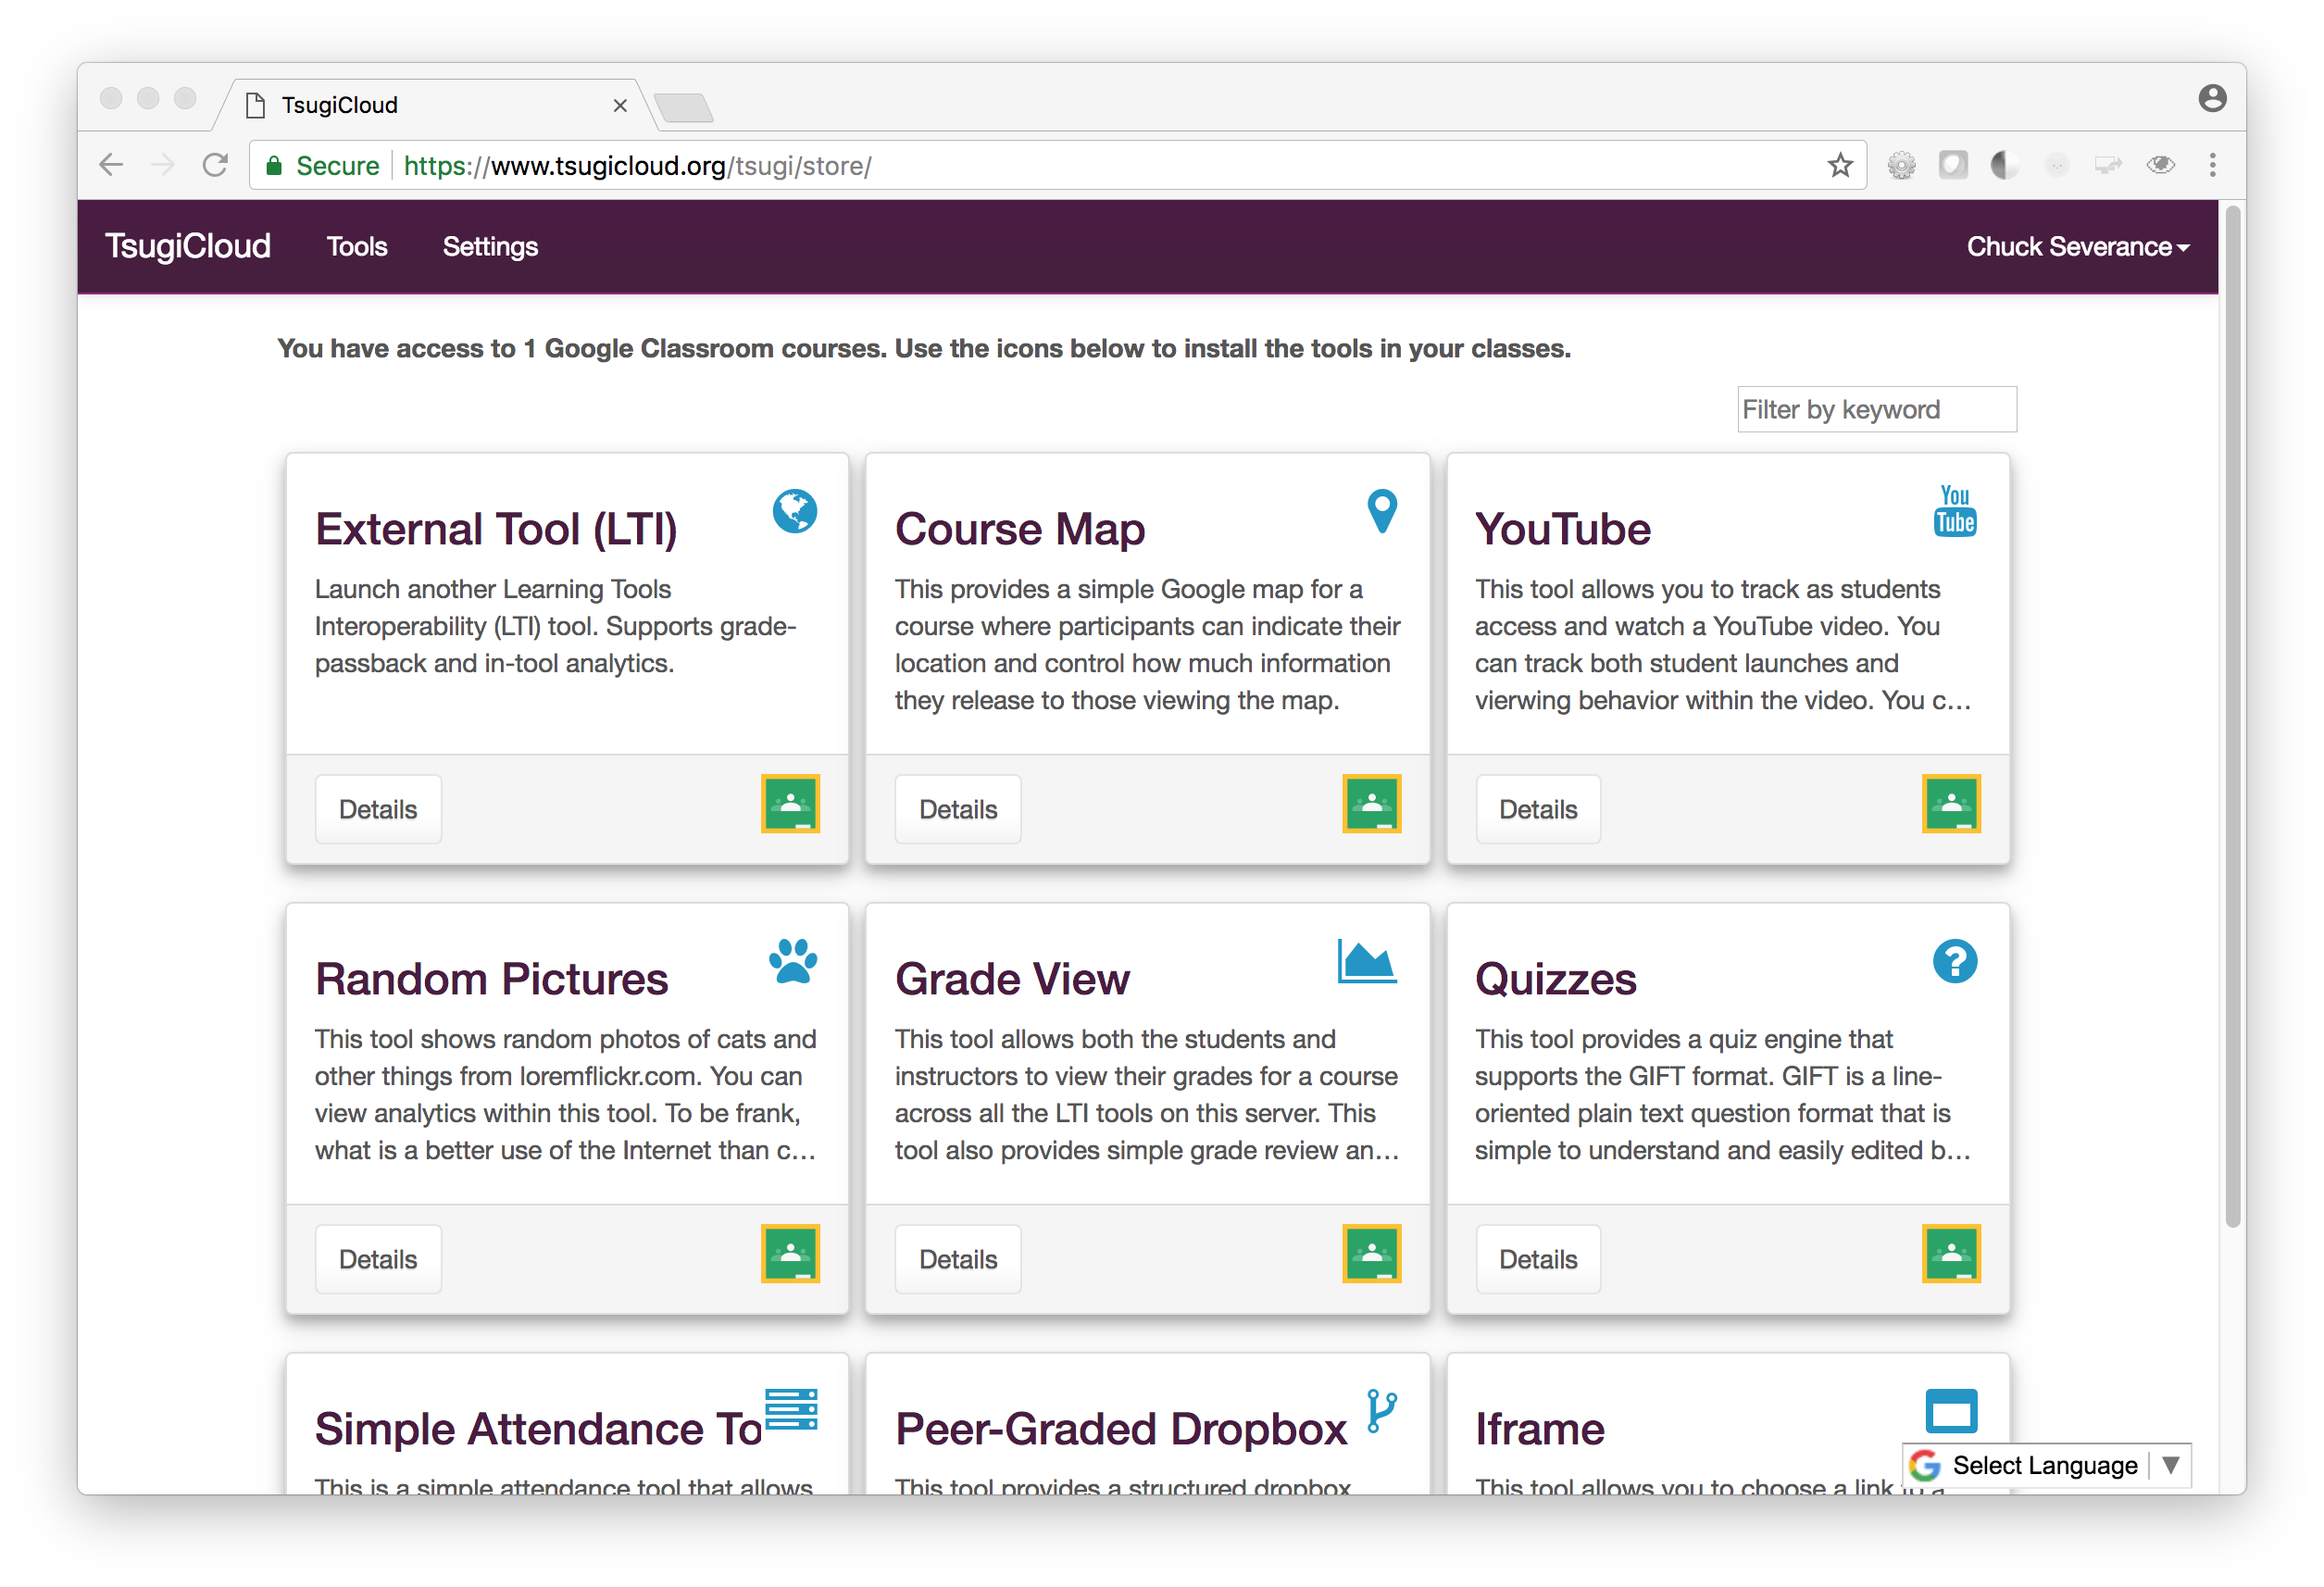 TsugiCloud
Secure https://www.tsugicloud.org/tsugi/store/
TsugiCloud Tools Settings Chuck Severance
You have access to 1 Google Classroom courses. Use the icons below to install the tools in your classes.
Filter by keyword
External Tool (LTI)
Launch another Learning Tools
Interoperability (LTI) tool. Supports grade-
passback and in-tool analytics.
Details
Course Map
This provides a simple Google map for a
course where participants can indicate their
location and control how much information
they release to those viewing the map.
Details
YouTube
You
Tube
This tool allows you to track as students
access and watch a YouTube video. You
can track both student launches and
vierwing behavior within the video. You c...
Details
Random Pictures
This tool shows random photos of cats and
other things from loremflickr.com. You can
view analytics within this tool. To be frank,
what is a better use of the Internet than c...
Details
Grade View
This tool allows both the students and
instructors to view their grades for a course
across all the LTI tools on this server. This
tool also provides simple grade review an...
Details
Quizzes
This tool provides a quiz engine that
supports the GIFT format. GIFT is a line-
oriented plain text question format that is
simple to understand and easily edited b...
Details
Simple Attendance To
This is a simple attendance tool that allows
Peer-Graded Dropbox
This tool provides a structured dropbox
Iframe
This tool allows you to choose a link to a
Select Language